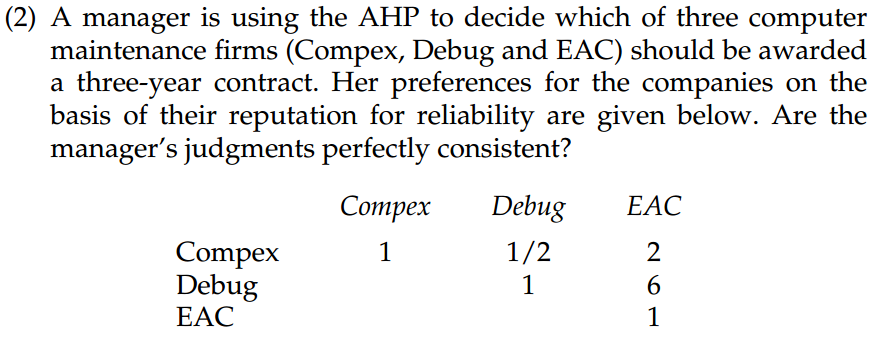 (2) A manager is using the AHP to decide which of three computer
maintenance firms (Compex, Debug and EAC) should be awarded
a three-year contract. Her preferences for the companies on the
basis of their reputation for reliability are given below. Are the
manager's judgments perfectly consistent?
Compex Debug EAC
Compex 1 1/2 2
Debug 1 6
EAC 1